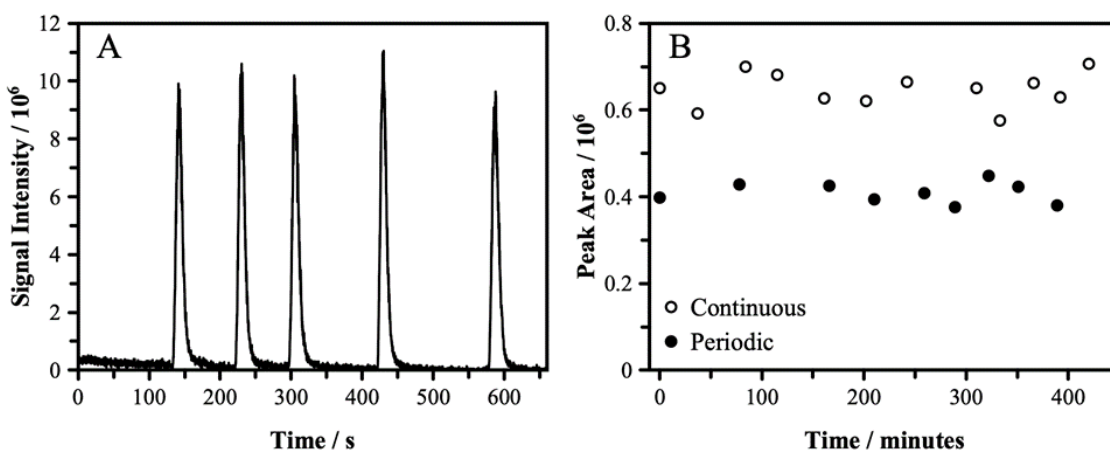 A
Signal Intensity / 10⁶
12
10
8
6
4
2
0
0 100 200 300 400 500 600
Time / s
B
Peak Area / 10⁶
0.8
0.6
0.4
0.2
0
Continuous
Periodic
0 100 200 300 400
Time / minutes